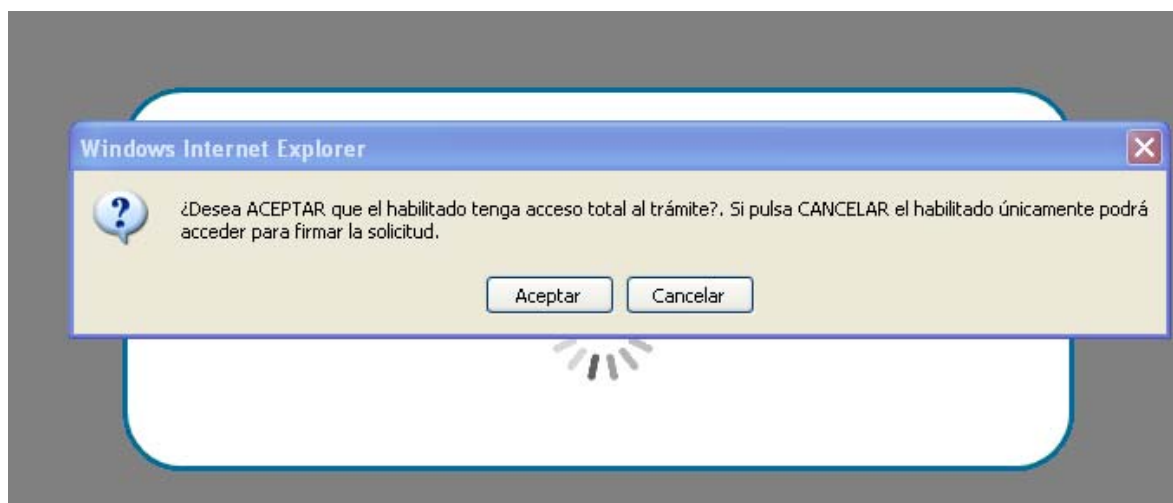 Windows Internet Explorer
¿Desea ACEPTAR que el habilitado tenga acceso total al trámite?. Si pulsa CANCELAR el habilitado únicamente podrá
acceder para firmar la solicitud.
Aceptar Cancelar